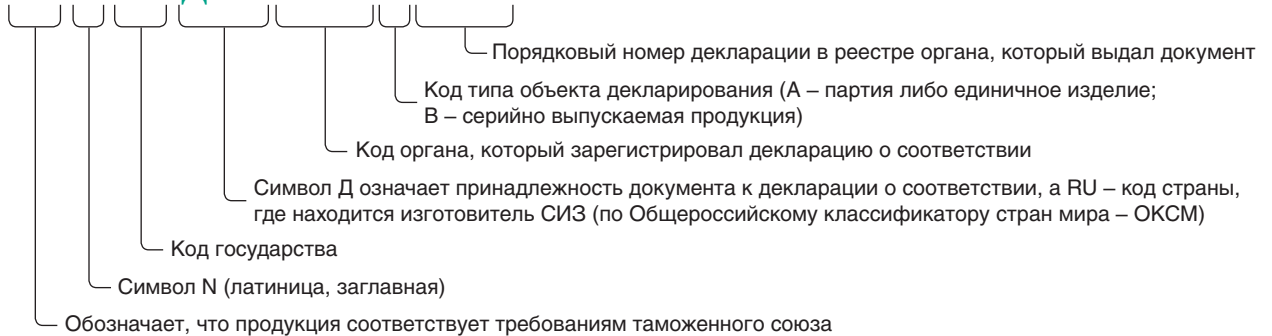 Порядковый номер декларации в реестре органа, который выдал документ
Код типа объекта декларирования (А – партия либо единичное изделие;
В – серийно выпускаемая продукция)
Код органа, который зарегистрировал декларацию о соответствии
Символ Д означает принадлежность документа к декларации о соответствии, а RU – код страны,
где находится изготовитель СИЗ (по Общероссийскому классификатору стран мира – ОКСМ)
Код государства
Символ N (латиница, заглавная)
Обозначает, что продукция соответствует требованиям таможенного союза